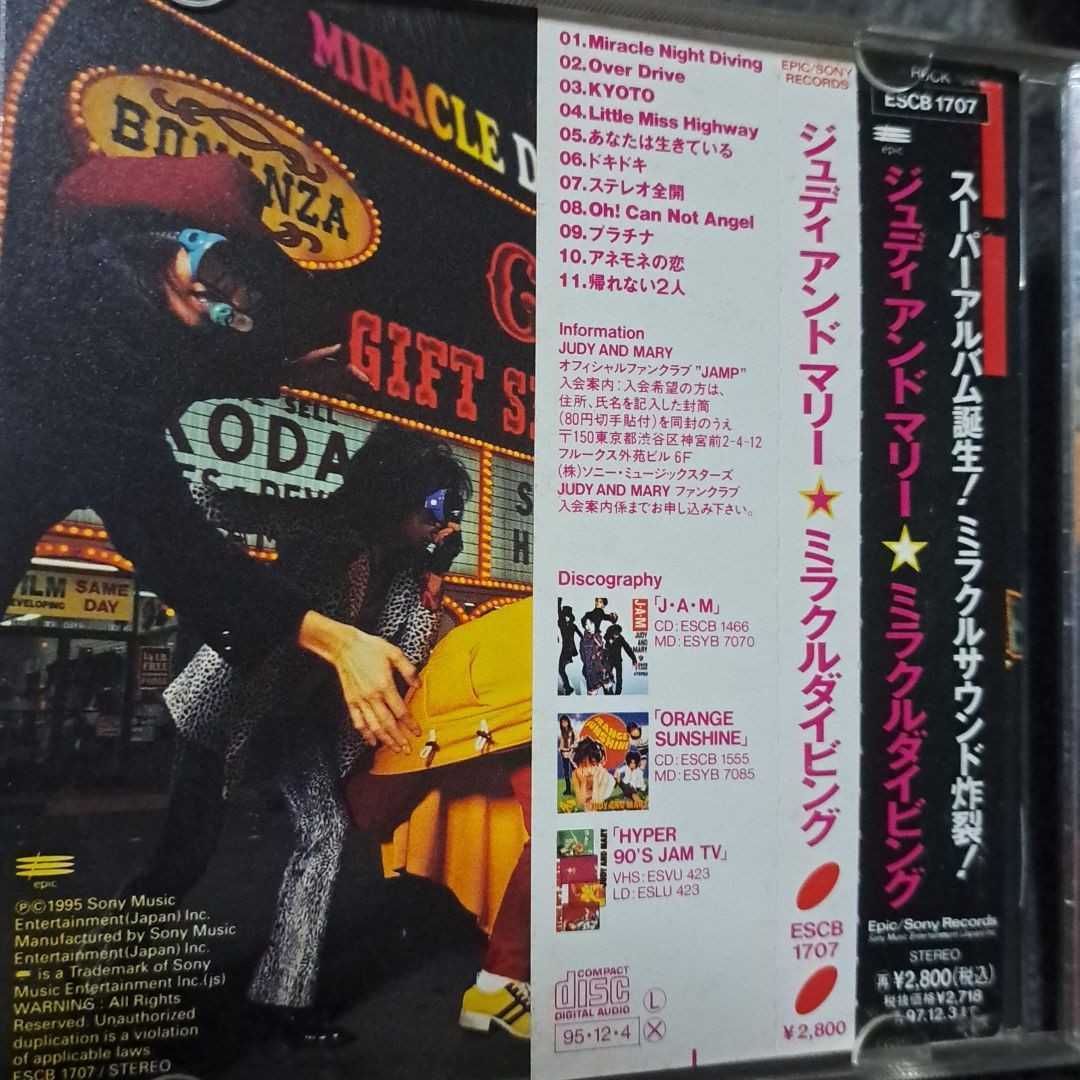 MIRACLE D
BONANZA
G
GIFT S
SELL
KODA
FILM
DEVELOPING
SAME
DAY
epic
Ⓟ©1995 Sony Music
Entertainment(Japan) Inc.
Manufactured by Sony Music
Entertainment(Japan) Inc.
is a Trademark of Sony
Music Entertainment Inc.(js)
WARNING : All Rights
Reserved. Unauthorized
duplication is a violation
of applicable laws
ESCB 1707 / STEREO
01.Miracle Night Diving
02.Over Drive
03.KYOTO
04.Little Miss Highway
05.あなたは生きている
06.ドキドキ
07.ステレオ全開
08.Oh! Can Not Angel
09.プラチナ
10.アネモネの恋
11.帰れない2人
Information
JUDY AND MARY
オフィシャルファンクラブ"JAMP"
入会案内:入会希望の方は、
住所、氏名を記入した封筒
(80円切手貼付)を同封のうえ
〒150東京都渋谷区神宮前2-4-12
フルークス外苑ビル 6F
(株)ソニー・ミュージックスターズ
JUDY AND MARY ファンクラブ
入会案内係までお申し込み下さい。
Discography
J·A·M
JUDY AND MARY
「J・A・M」
CD:ESCB 1466
MD:ESYB 7070
ORANGE SUNSHINE
JUDY AND MARY
「ORANGE
SUNSHINE」
CD:ESCB 1555
MD:ESYB 7085
JUDY AND MARY
「HYPER
90'S JAM TV」
VHS:ESVU 423
LD:ESLU 423
COMPACT
disc
DIGITAL AUDIO
95・12・4
L
X
EPIC/SONY
RECORDS
ジュディ アンド マリー★ミラクルダイビング
ESCB
1707
¥2,800
ROCK
ESCB 1707
epic
スーパーアルバム誕生!ミラクルサウンド炸裂!
ジュディ アンド マリー★ミラクルダイビング
Epic/Sony Records
STEREO
再¥2,800(税込)
税抜価格¥2,718